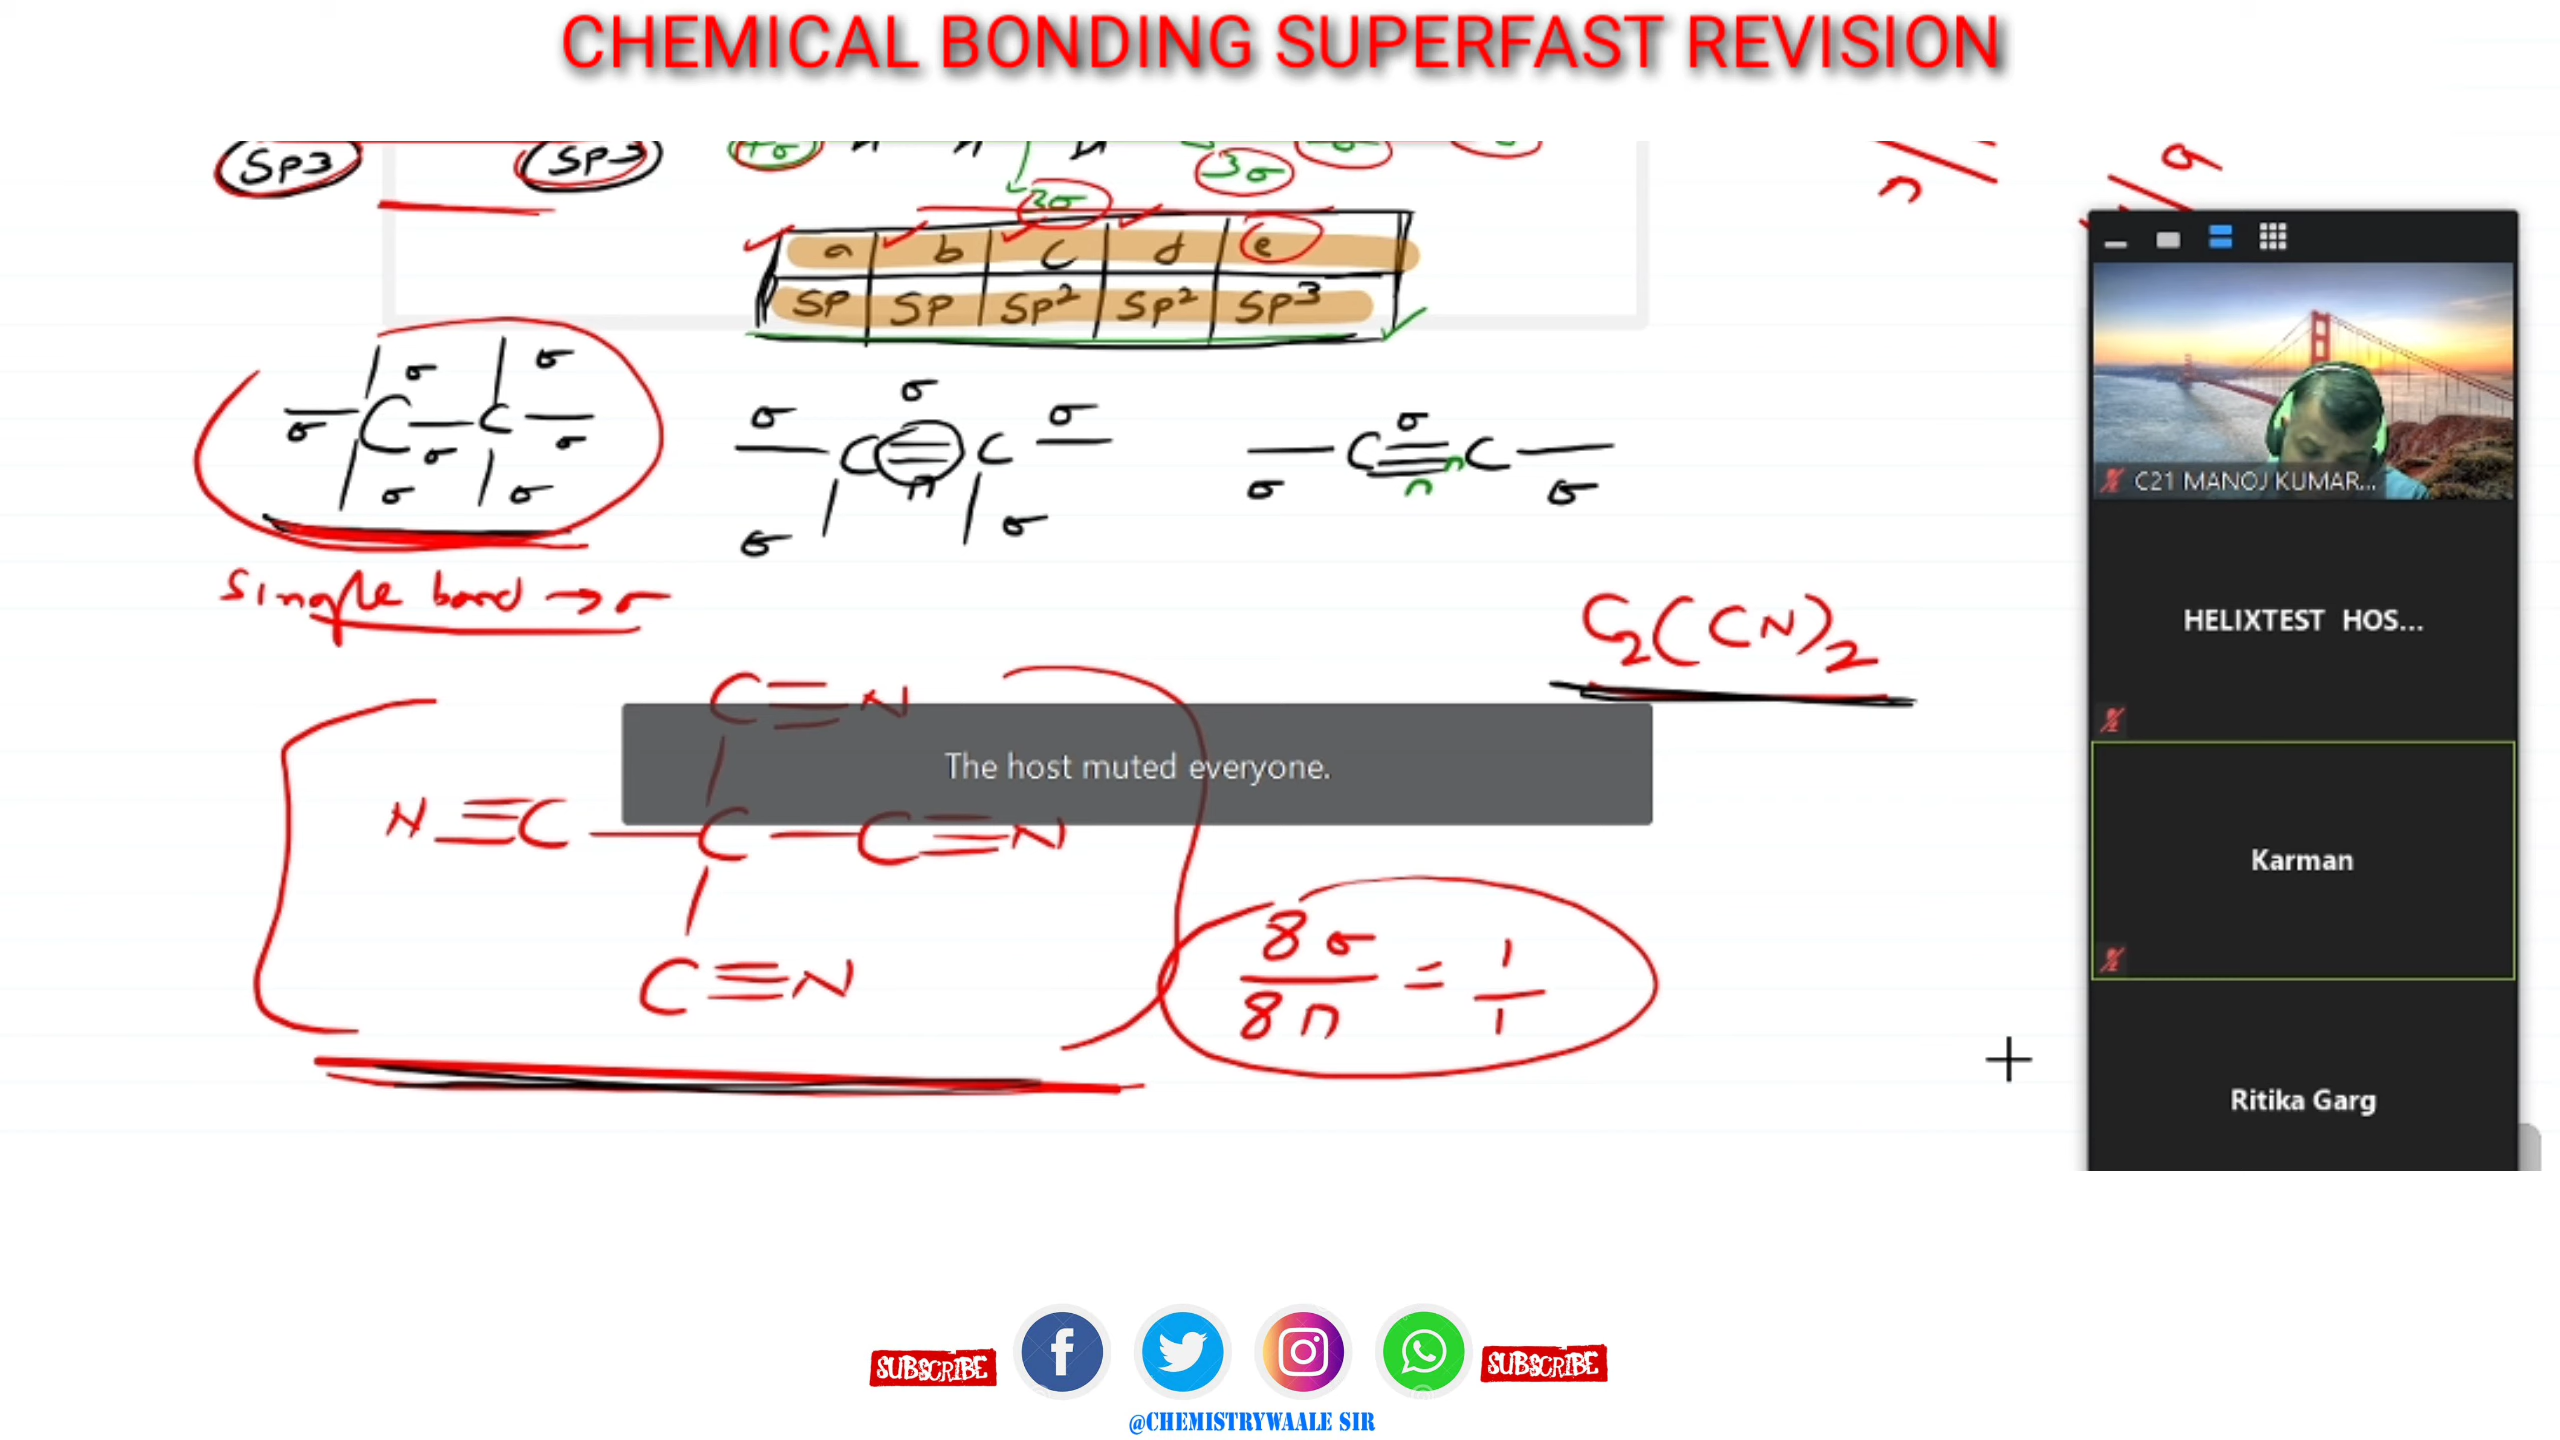 CHEMICAL BONDING SUPERFAST REVISION
Sp3
Sp3
3σ
3σ
π
σ
a b c d e
SP SP SP² SP² SP³
σ σ
σ C C σ
σ
σ σ
σ σ σ
C = C
π
σ σ
σ
C ≡ C π
σ π σ
Single bond → σ
C₂(CN)₂
C≡N
The host muted everyone.
N≡C — C — C≡N
C≡N
8σ/8π = 1/1
C21 MANOJ KUMAR...
HELIXTEST HOS...
Karman
Ritika Garg
SUBSCRIBE
f
SUBSCRIBE
@CHEMISTRYWAALE SIR